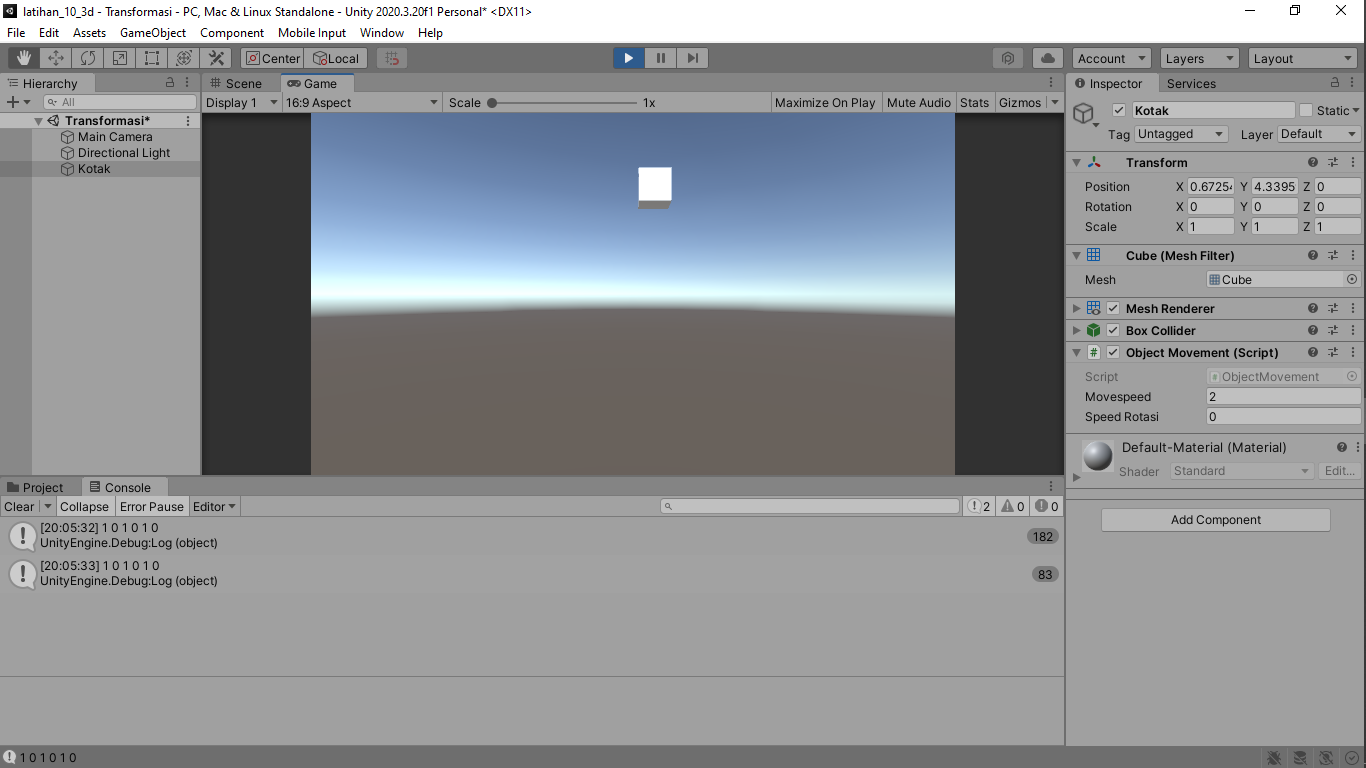 latihan_10_3d - Transformasi - PC, Mac & Linux Standalone - Unity 2020.3.20f1 Personal* <DX11>
File Edit Assets GameObject Component Mobile Input Window Help
Center Local Account Layers Layout
Hierarchy
All
Transformasi*
Main Camera
Directional Light
Kotak
Scene Game
Display 1 16:9 Aspect Scale 1x Maximize On Play Mute Audio Stats Gizmos
Inspector Services
Kotak Static
Tag Untagged Layer Default
Transform
Position X 0.6725 Y 4.3395 Z 0
Rotation X 0 Y 0 Z 0
Scale X 1 Y 1 Z 1
Cube (Mesh Filter)
Mesh Cube
Mesh Renderer
Box Collider
# Object Movement (Script)
Script ObjectMovement
Movespeed 2
Speed Rotasi 0
Default-Material (Material)
Shader Standard Edit...
Add Component
Project Console
Clear Collapse Error Pause Editor 2 0 0
[20:05:32] 1 0 1 0 1 0
UnityEngine.Debug:Log (object) 182
[20:05:33] 1 0 1 0 1 0
UnityEngine.Debug:Log (object) 83
1 0 1 0 1 0